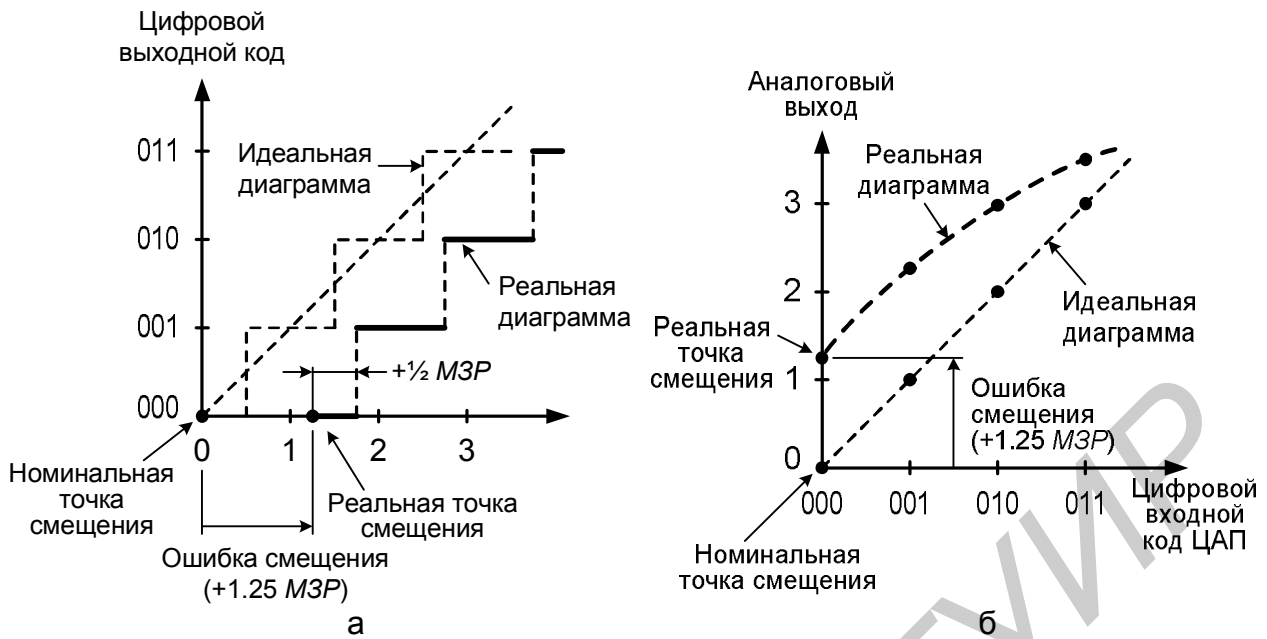 Цифровой
выходной код
011
010
001
000
Идеальная
диаграмма
Реальная
диаграмма
+½ МЗР
0 1 2 3
Номинальная
точка
смещения
Реальная точка
смещения
Ошибка смещения
(+1.25 МЗР)
а
Аналоговый
выход
3
2
1
0
Реальная
диаграмма
Идеальная
диаграмма
Реальная
точка
смещения
Ошибка
смещения
(+1.25 МЗР)
000 001 010 011
Цифровой
входной
код ЦАП
Номинальная
точка смещения
б